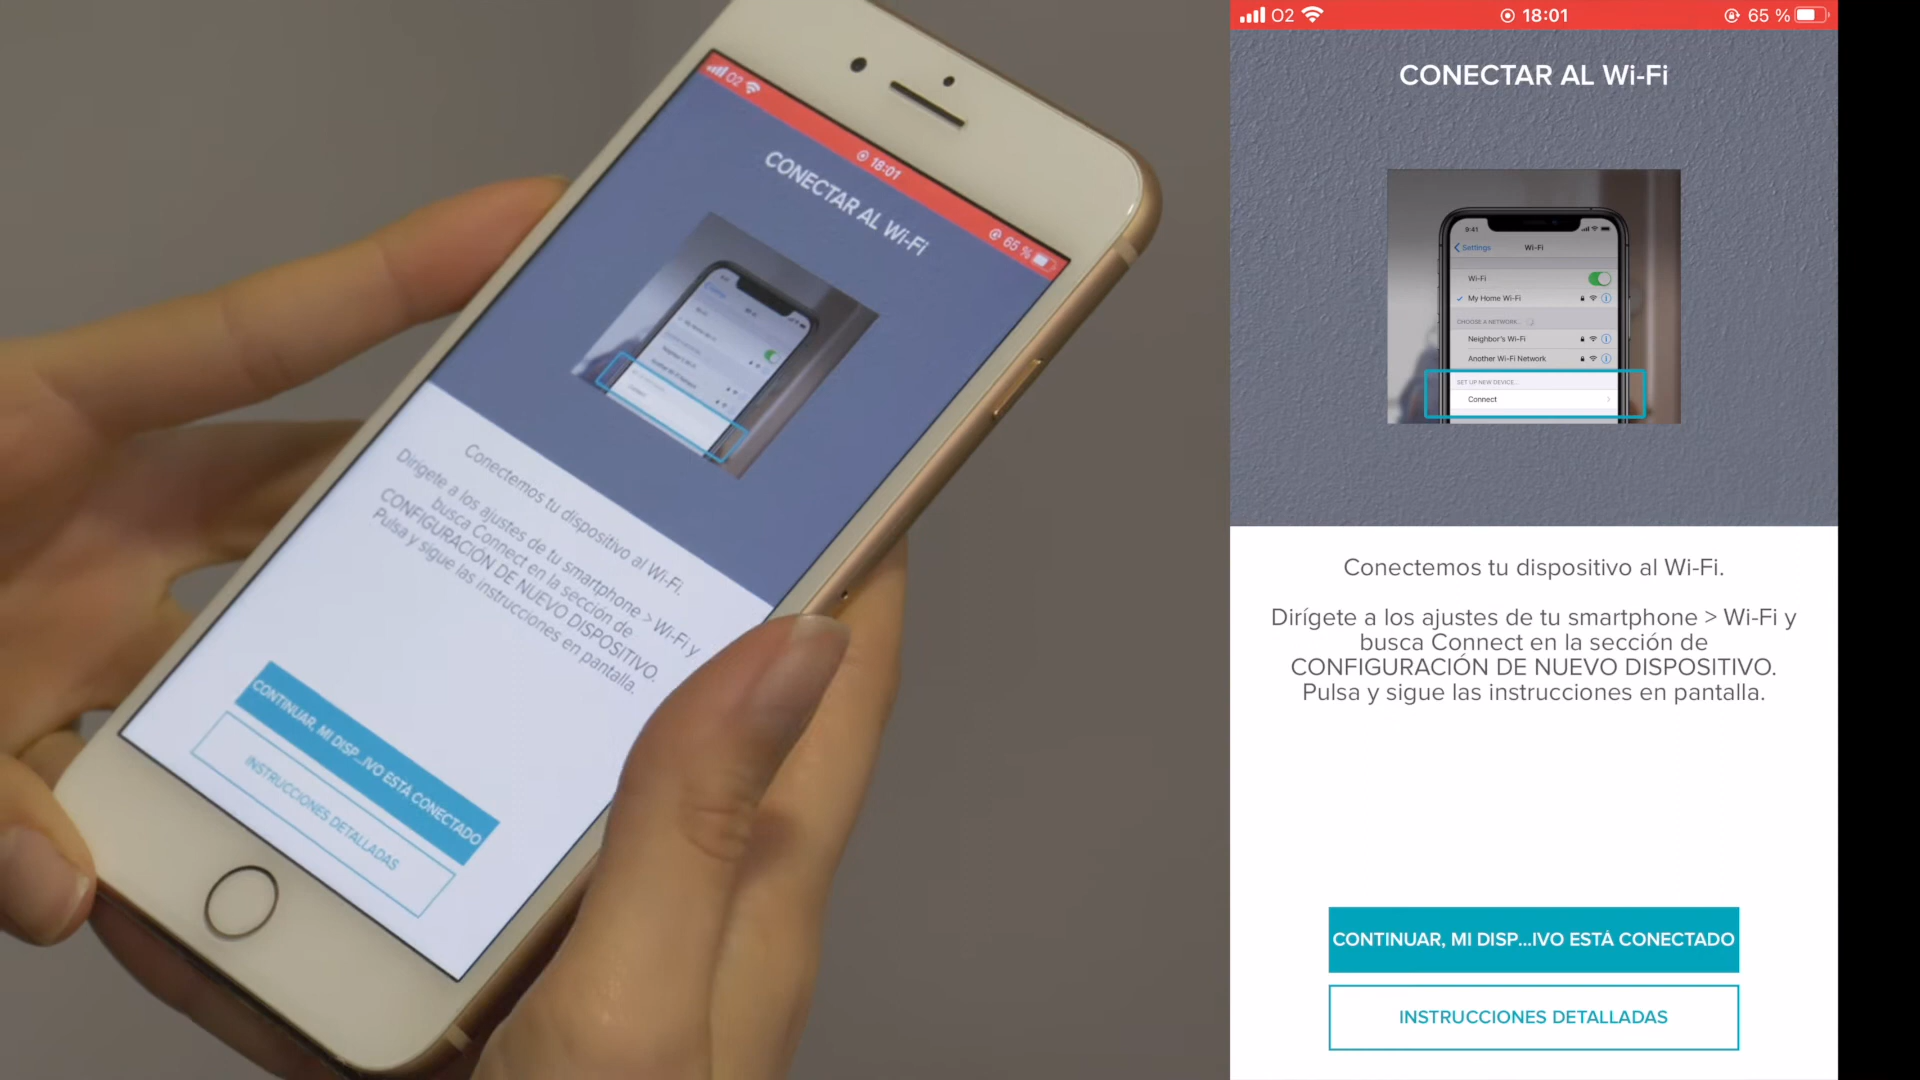 O2 18:01 65 %
CONECTAR AL Wi-Fi
Conectemos tu dispositivo al Wi-Fi.
Dirígete a los ajustes de tu smartphone > Wi-Fi y
busca Connect en la sección de
CONFIGURACIÓN DE NUEVO DISPOSITIVO.
Pulsa y sigue las instrucciones en pantalla.
CONTINUAR, MI DISP...IVO ESTÁ CONECTADO
INSTRUCCIONES DETALLADAS
O2 18:01 65 %
CONECTAR AL Wi-Fi
9:41
Settings Wi-Fi
Wi-Fi
My Home Wi-Fi
CHOOSE A NETWORK...
Neighbor's Wi-Fi
Another Wi-Fi Network
SET UP NEW DEVICE...
Connect
Conectemos tu dispositivo al Wi-Fi.
Dirígete a los ajustes de tu smartphone > Wi-Fi y
busca Connect en la sección de
CONFIGURACIÓN DE NUEVO DISPOSITIVO.
Pulsa y sigue las instrucciones en pantalla.
CONTINUAR, MI DISP...IVO ESTÁ CONECTADO
INSTRUCCIONES DETALLADAS